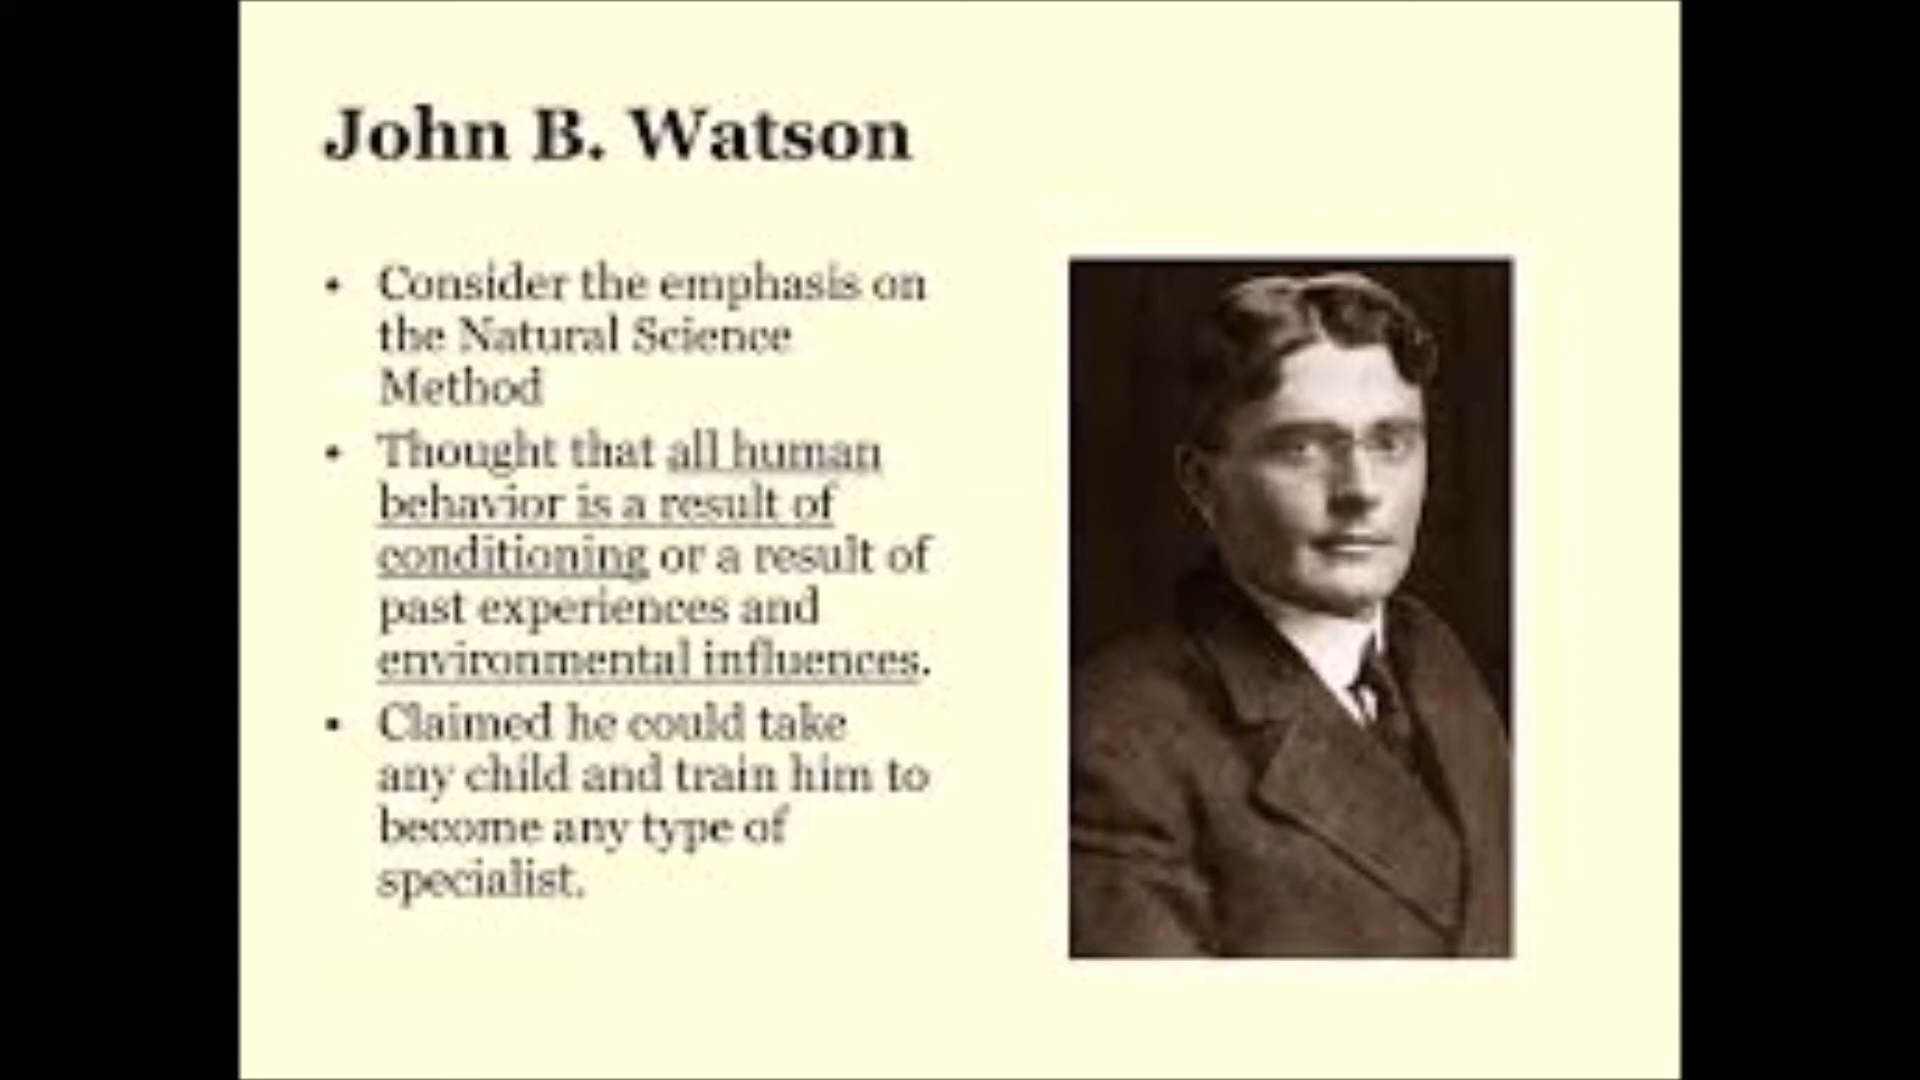 John B. Watson
• Consider the emphasis on
the Natural Science
Method
• Thought that all human
behavior is a result of
conditioning or a result of
past experiences and
environmental influences.
• Claimed he could take
any child and train him to
become any type of
specialist.